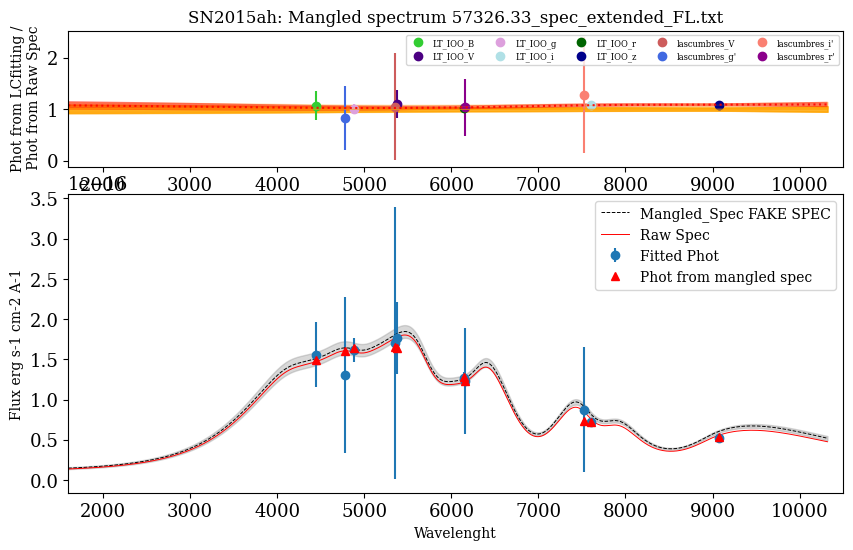 SN2015ah: Mangled spectrum 57326.33_spec_extended_FL.txt
Phot from LCfitting /
Phot from Raw Spec
LT_IOO_B LT_IOO_g LT_IOO_r lascumbres_V lascumbres_i'
LT_IOO_V LT_IOO_i LT_IOO_z lascumbres_g' lascumbres_r'
2
1
0
2000 3000 4000 5000 6000 7000 8000 9000 10000
1e−16
Flux erg s-1 cm-2 A-1
Mangled_Spec FAKE SPEC
Raw Spec
Fitted Phot
Phot from mangled spec
3.5
3.0
2.5
2.0
1.5
1.0
0.5
0.0
2000 3000 4000 5000 6000 7000 8000 9000 10000
Wavelenght